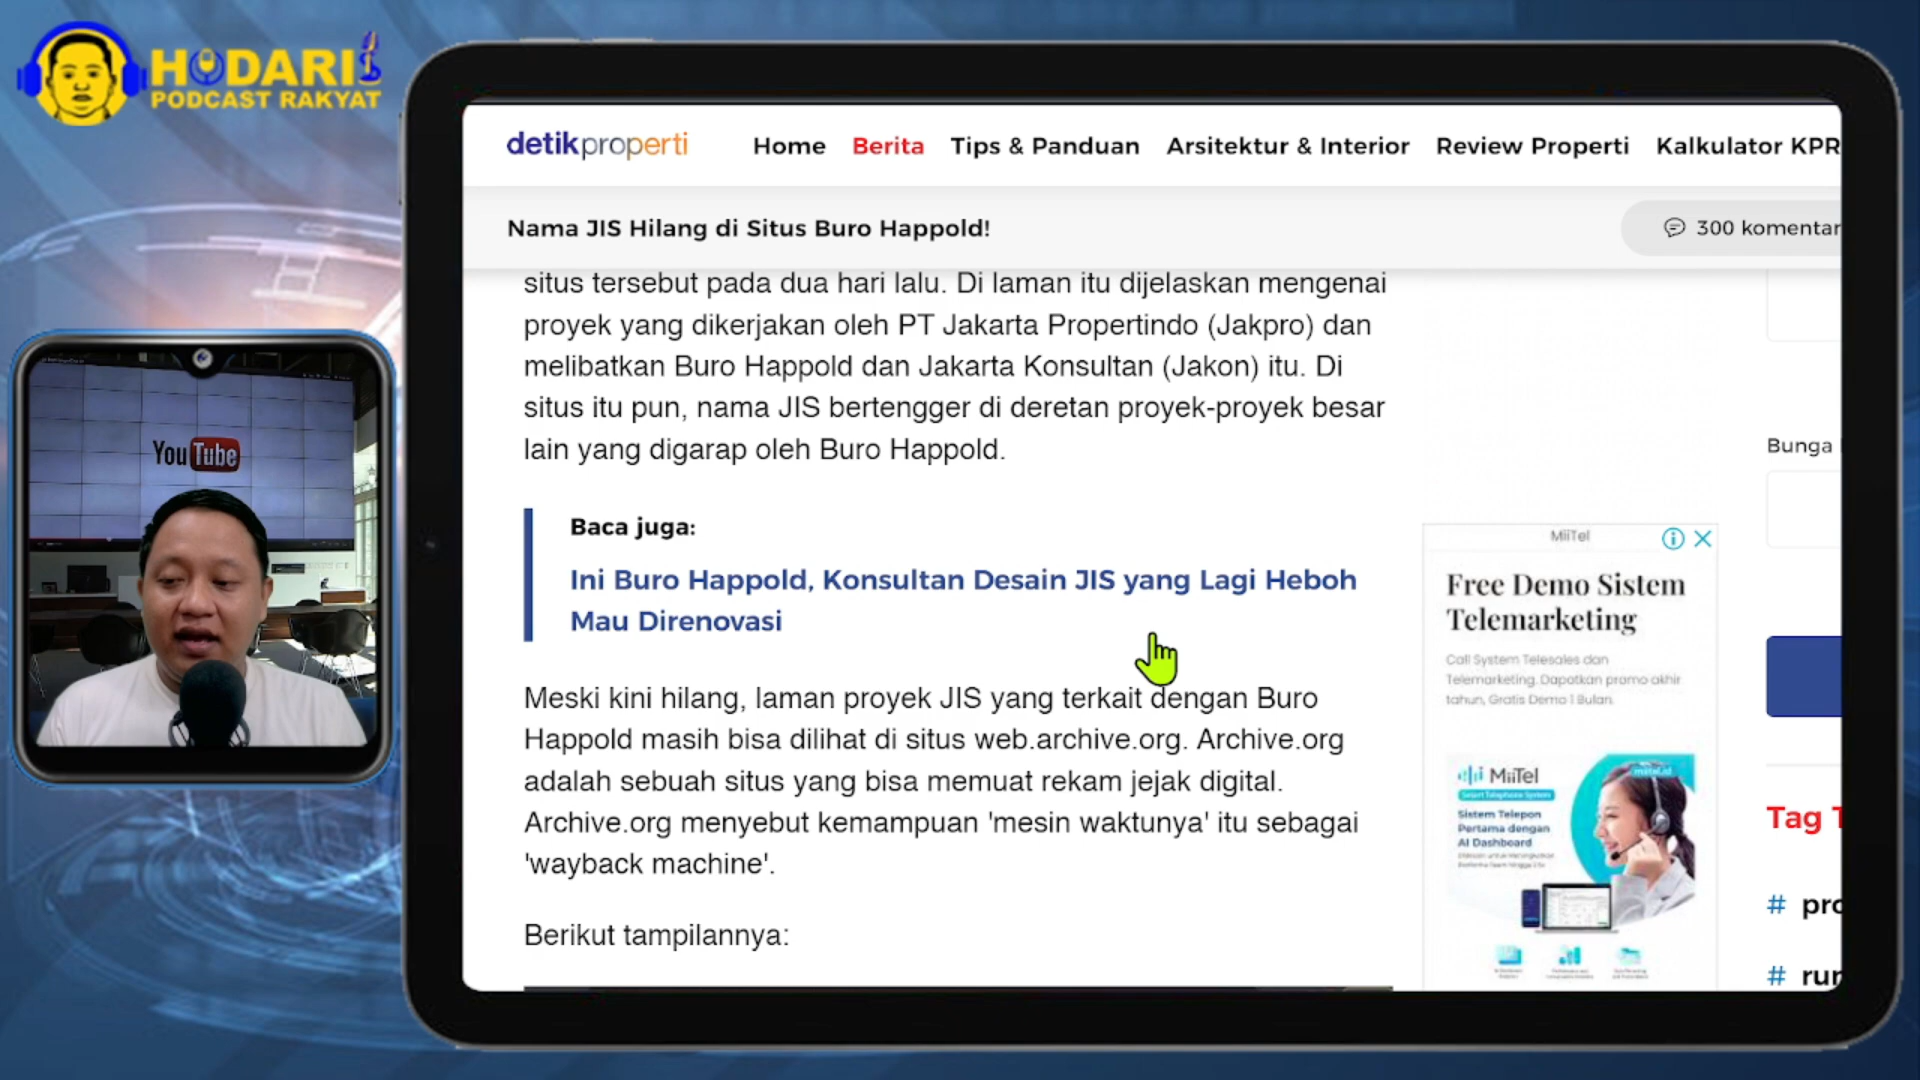 HODARI
PODCAST RAKYAT
detikproperti
Home Berita Tips & Panduan Arsitektur & Interior Review Properti Kalkulator KPR
Nama JIS Hilang di Situs Buro Happold!
300 komentar
situs tersebut pada dua hari lalu. Di laman itu dijelaskan mengenai
proyek yang dikerjakan oleh PT Jakarta Propertindo (Jakpro) dan
melibatkan Buro Happold dan Jakarta Konsultan (Jakon) itu. Di
situs itu pun, nama JIS bertengger di deretan proyek-proyek besar
lain yang digarap oleh Buro Happold.
Baca juga:
Ini Buro Happold, Konsultan Desain JIS yang Lagi Heboh
Mau Direnovasi
Meski kini hilang, laman proyek JIS yang terkait dengan Buro
Happold masih bisa dilihat di situs web.archive.org. Archive.org
adalah sebuah situs yang bisa memuat rekam jejak digital.
Archive.org menyebut kemampuan 'mesin waktunya' itu sebagai
'wayback machine'.
Berikut tampilannya:
YouTube
Bunga
MiiTel
Free Demo Sistem
Telemarketing
Call System Telesales dan
Telemarketing. Dapatkan promo akhir
tahun, Gratis Demo 1 Bulan.
MiiTel
Smart Telephone System
Sistem Telepon
Pertama dengan
AI Dashboard
miitel.id
Tag
# pro
# rur